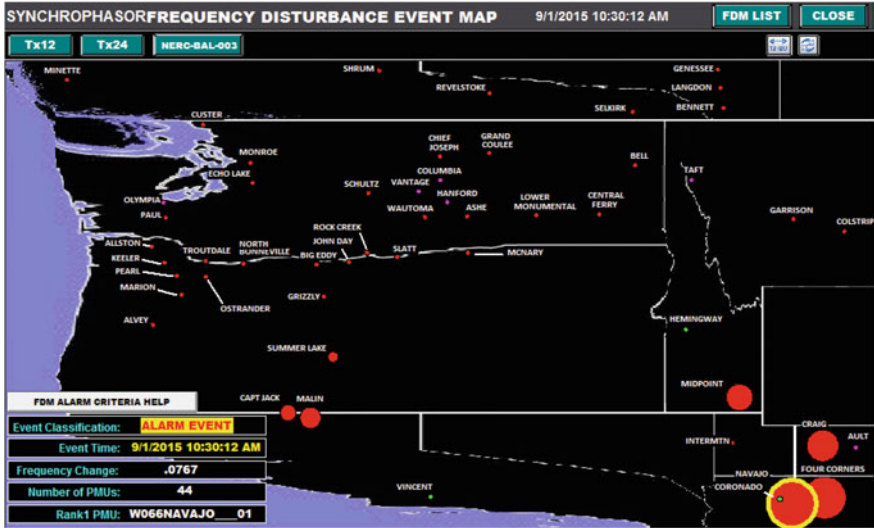 SYNCHROPHASOR FREQUENCY DISTURBANCE EVENT MAP 9/1/2015 10:30:12 AM FDM LIST CLOSE
Tx12 Tx24 NERC-BAL-003
MINETTE
SHRUM
GENESSEE
REVELSTOKE
LANGDON
SELKIRK
BENNETT
CUSTER
CHIEF
JOSEPH
GRAND
COULEE
MONROE
BELL
ECHO LAKE
COLUMBIA
TAFT
SCHULTZ
VANTAGE
HANFORD
OLYMPIA
LOWER
MONUMENTAL
CENTRAL
FERRY
PAUL
WAUTOMA
ASHE
GARRISON
COLSTRIP
ROCK CREEK
ALLSTON
TROUTDALE
NORTH
BONNEVILLE
JOHN DAY
KEELER
BIG EDDY
SLATT
MCNARY
PEARL
MARION
OSTRANDER
GRIZZLY
ALVEY
HEMINGWAY
SUMMER LAKE
MIDPOINT
CAPT JACK
MALIN
CRAIG
INTERMTN
AULT
NAVAJO
FOUR CORNERS
CORONADO
VINCENT
FDM ALARM CRITERIA HELP
Event Classification: ALARM EVENT
Event Time: 9/1/2015 10:30:12 AM
Frequency Change: .0767
Number of PMUs: 44
Rank1 PMU: W066NAVAJO___01